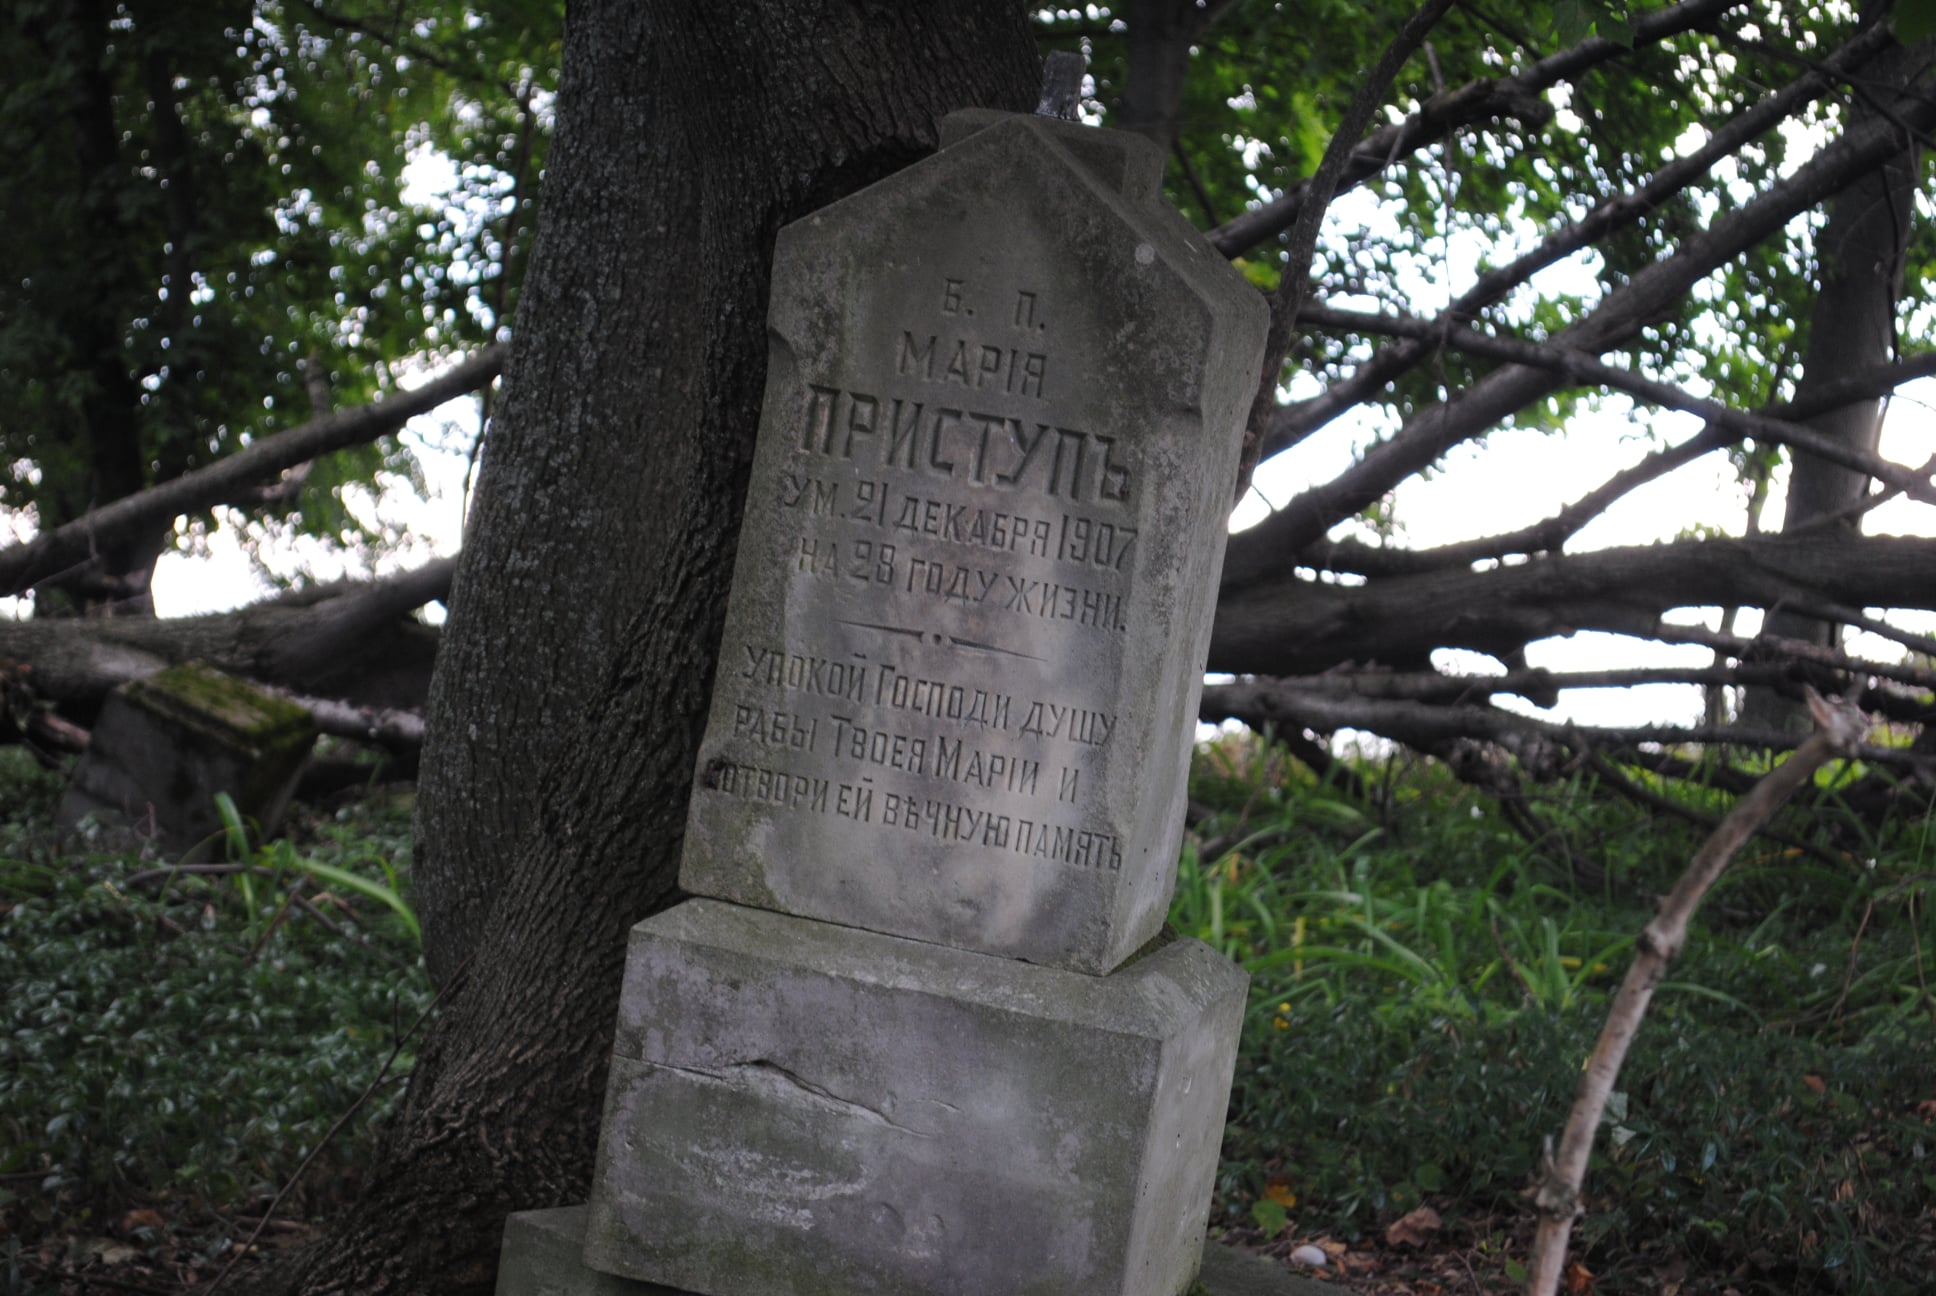 Б. П.
МАРІЯ
ПРИСТУПЪ
УМ. 21 ДЕКАБРЯ 1907
НА 28 ГОДУ ЖИЗНИ.
УПОКОЙ ГОСПОДИ ДУШУ
РАБЫ ТВОЕЯ МАРІИ И
СОТВОРИ ЕЙ ВѢЧНУЮ ПАМЯТЬ